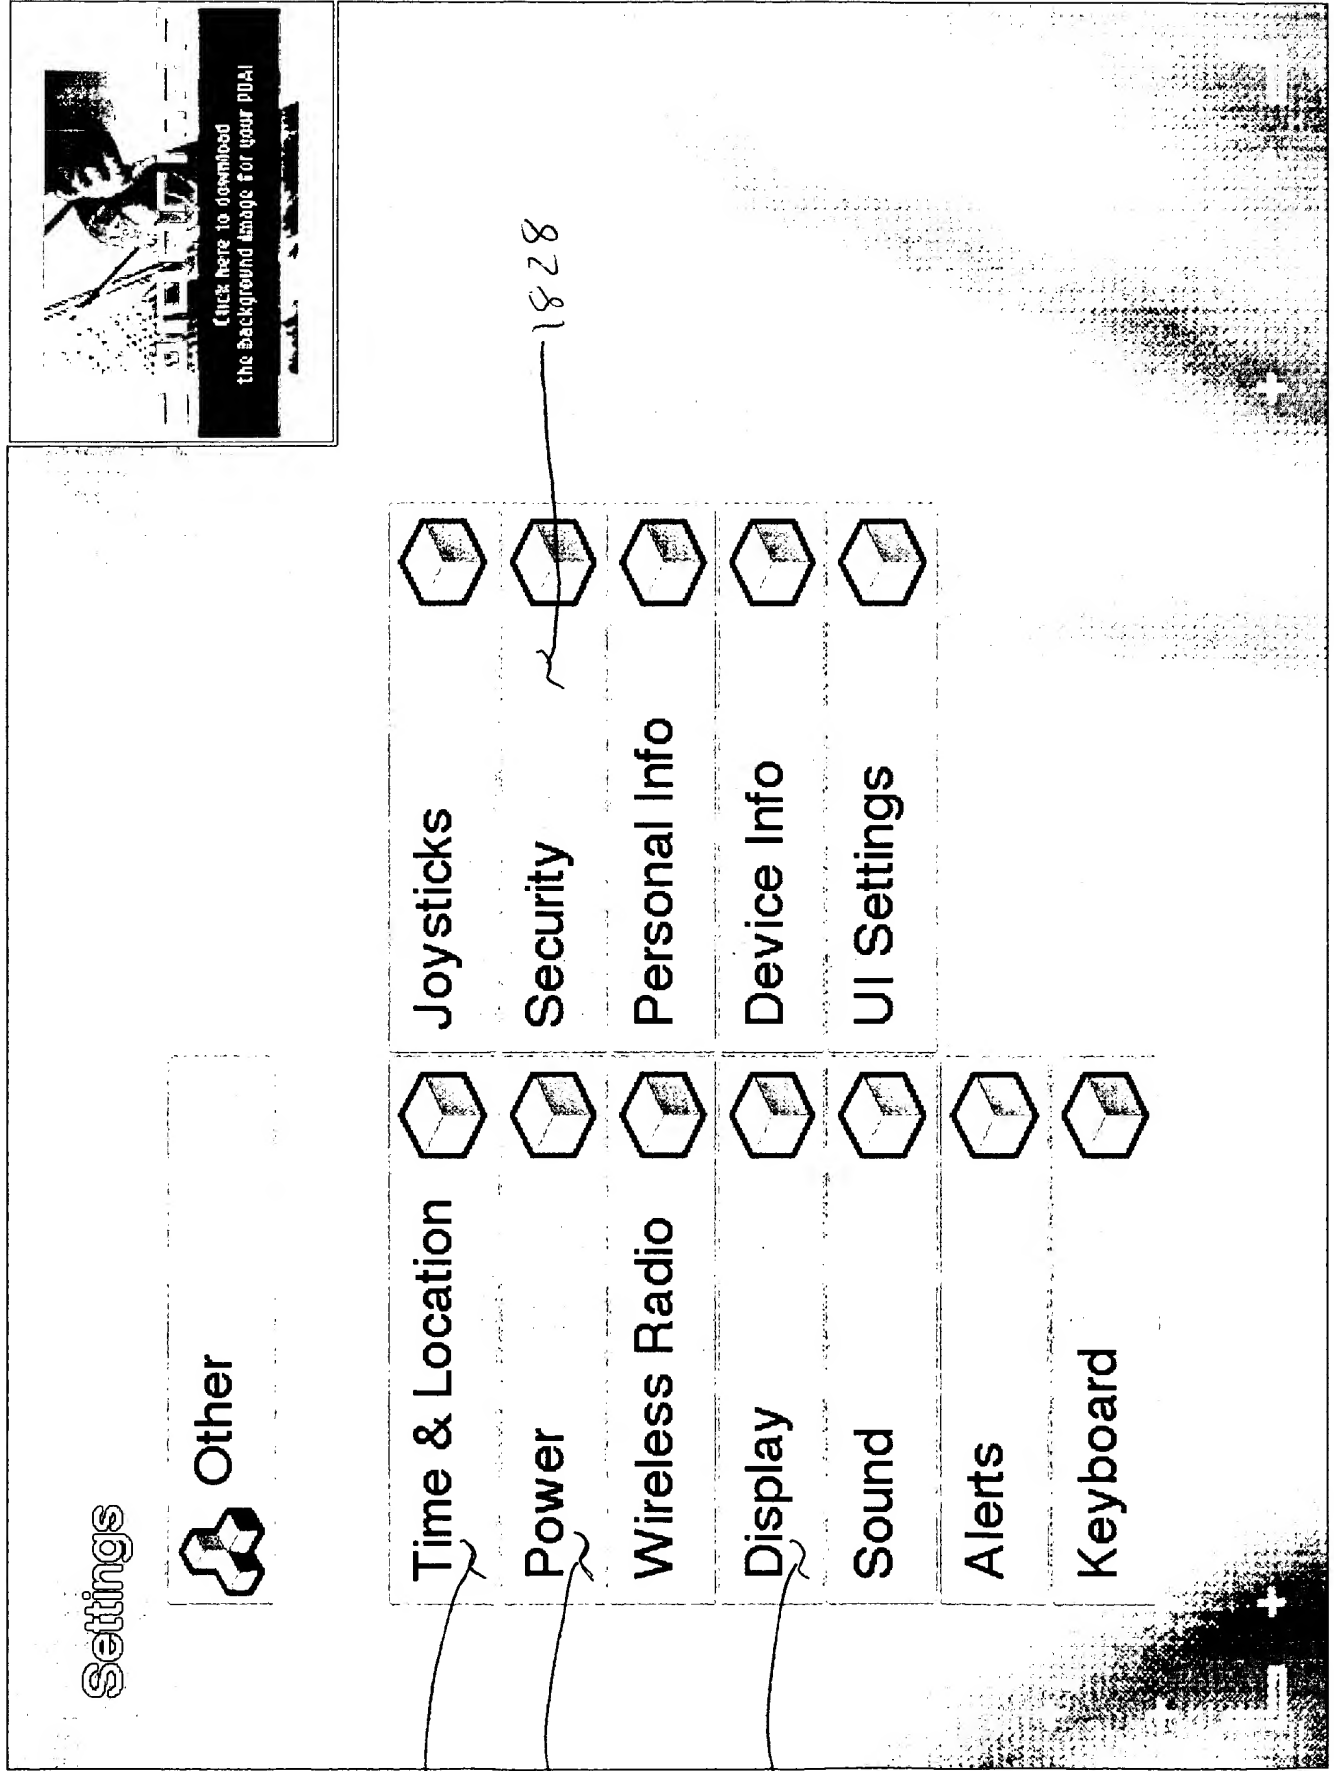 Settings
Click here to download
the background image for your PDA!
Other
Time & Location
Joysticks
Power
Security
1828
Wireless Radio
Personal Info
Display
Device Info
Sound
UI Settings
Alerts
Keyboard